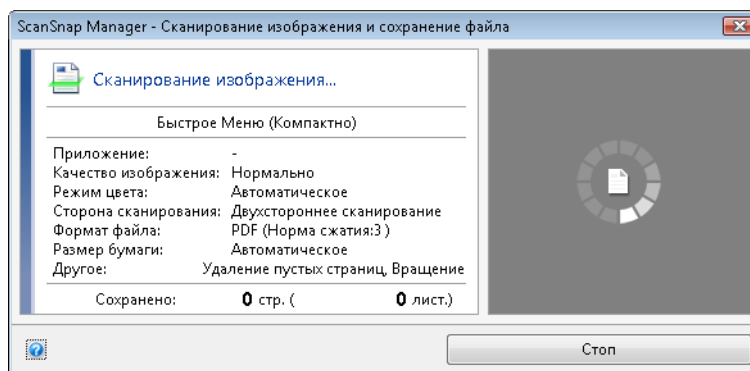 ScanSnap Manager - Сканирование изображения и сохранение файла
Сканирование изображения...
Быстрое Меню (Компактно)
Приложение: -
Качество изображения: Нормально
Режим цвета: Автоматическое
Сторона сканирования: Двухстороннее сканирование
Формат файла: PDF (Норма сжатия:3 )
Размер бумаги: Автоматическое
Другое: Удаление пустых страниц, Вращение
Сохранено: 0 стр. ( 0 лист.)
Стоп